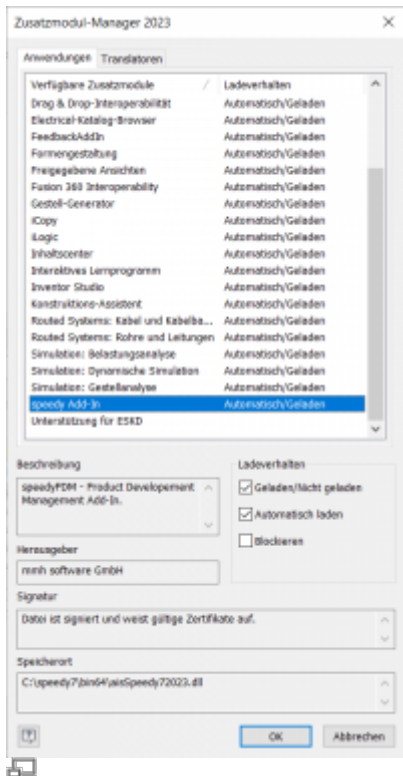 Zusatzmodul-Manager 2023
Anwendungen Translatoren
Verfügbare Zusatzmodule / Ladeverhalten
Drag & Drop-Interoperabilität Automatisch/Geladen
Electrical-Katalog-Browser Automatisch/Geladen
FeedbackAddIn Automatisch/Geladen
Formengestaltung Automatisch/Geladen
Freigegebene Ansichten Automatisch/Geladen
Fusion 360 Interoperability Automatisch/Geladen
Gestell-Generator Automatisch/Geladen
iCopy Automatisch/Geladen
iLogic Automatisch/Geladen
Inhaltscenter Automatisch/Geladen
Interaktives Lernprogramm Automatisch/Geladen
Inventor Studio Automatisch/Geladen
Konstruktions-Assistent Automatisch/Geladen
Routed Systems: Kabel und Kabelba... Automatisch/Geladen
Routed Systems: Rohre und Leitungen Automatisch/Geladen
Simulation: Belastungsanalyse Automatisch/Geladen
Simulation: Dynamische Simulation Automatisch/Geladen
Simulation: Gestellanalyse Automatisch/Geladen
speedy Add-In Automatisch/Geladen
Unterstützung für ESKD
Beschreibung
speedyPDM - Product Developement
Management Add-In.
Ladeverhalten
Geladen/Nicht geladen
Automatisch laden
Blockieren
Herausgeber
mmh software GmbH
Signatur
Datei ist signiert und weist gültige Zertifikate auf.
Speicherort
C:\speedy7\bin64\aisSpeedy72023.dll
OK Abbrechen